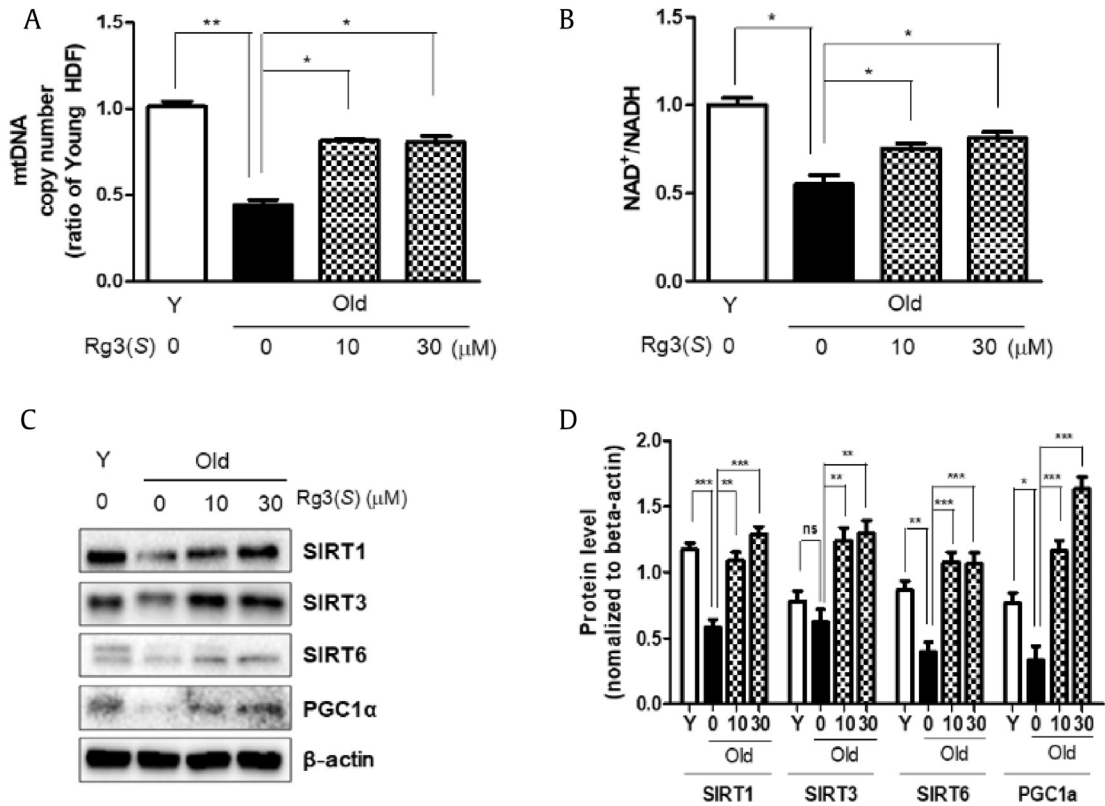 A
mtDNA
copy number
(ratio of Young HDF)
1.5
1.0
0.5
0.0
**
*
*
Y
Old
Rg3(S) 0 0 10 30 (μM)
B
NAD+/NADH
1.5
1.0
0.5
0.0
*
*
*
Y
Old
Rg3(S) 0 0 10 30 (μM)
C
Y Old
0 0 10 30 Rg3(S) (μM)
SIRT1
SIRT3
SIRT6
PGC1α
β-actin
D
Protein level
(nomalized to beta-actin)
2.0
1.5
1.0
0.5
0.0
*** ** ***
ns ** **
** *** ***
* *** ***
Y 0 10 30 Y 0 10 30 Y 0 10 30 Y 0 10 30
Old Old Old Old
SIRT1 SIRT3 SIRT6 PGC1a